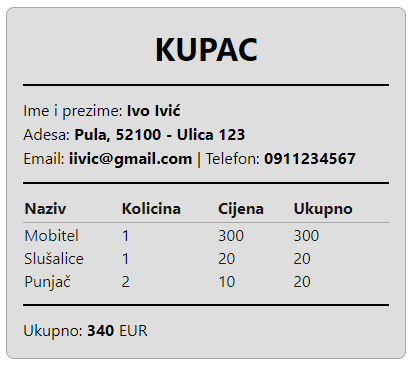 KUPAC
Ime i prezime: Ivo Ivić
Adesa: Pula, 52100 - Ulica 123
Email: iivic@gmail.com | Telefon: 0911234567
Naziv Kolicina Cijena Ukupno
Mobitel 1 300 300
Slušalice 1 20 20
Punjač 2 10 20
Ukupno: 340 EUR